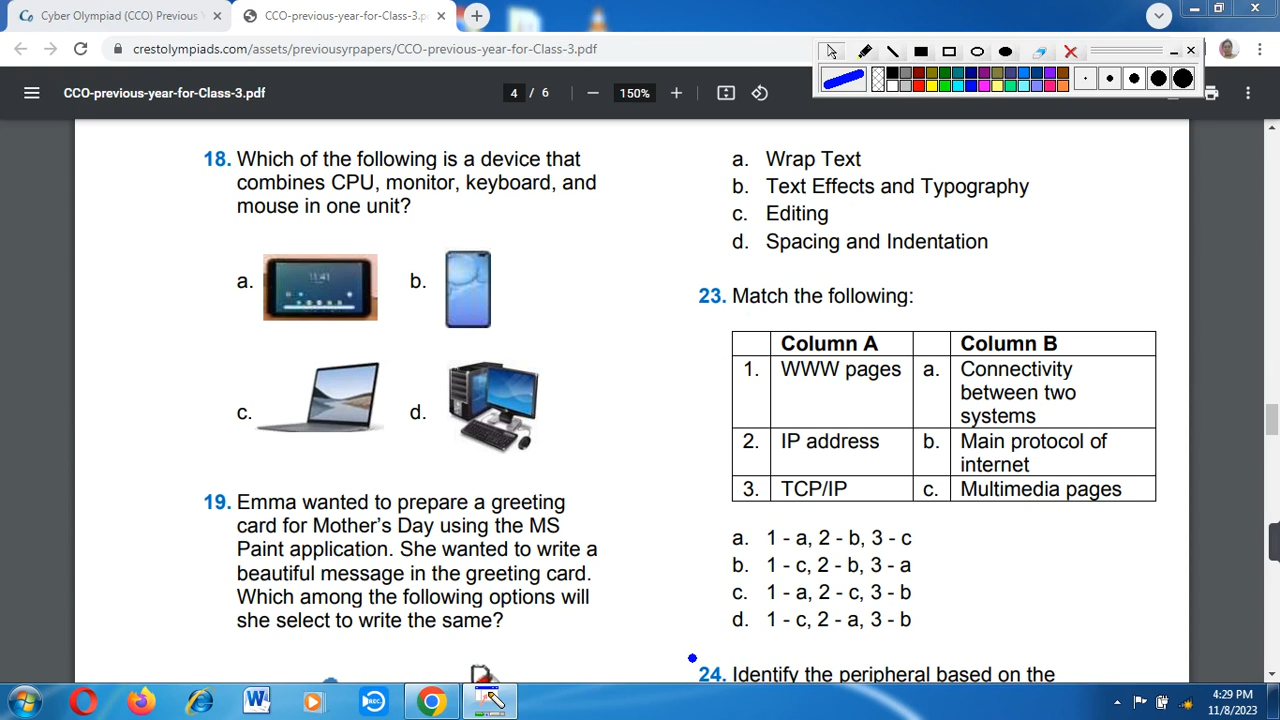 Cyber Olympiad (CCO) Previous
CCO-previous-year-for-Class-3.p
crestolympiads.com/assets/previousyrpapers/CCO-previous-year-for-Class-3.pdf
CCO-previous-year-for-Class-3.pdf
4 / 6
150%
18. Which of the following is a device that
combines CPU, monitor, keyboard, and
mouse in one unit?
a.
11:41
b.
c.
d.
19. Emma wanted to prepare a greeting
card for Mother's Day using the MS
Paint application. She wanted to write a
beautiful message in the greeting card.
Which among the following options will
she select to write the same?
a. Wrap Text
b. Text Effects and Typography
c. Editing
d. Spacing and Indentation
23. Match the following:
Column A Column B
1. WWW pages a. Connectivity
between two
systems
2. IP address b. Main protocol of
internet
3. TCP/IP c. Multimedia pages
a. 1 - a, 2 - b, 3 - c
b. 1 - c, 2 - b, 3 - a
c. 1 - a, 2 - c, 3 - b
d. 1 - c, 2 - a, 3 - b
24. Identify the peripheral based on the
REC
4:29 PM
11/8/2023